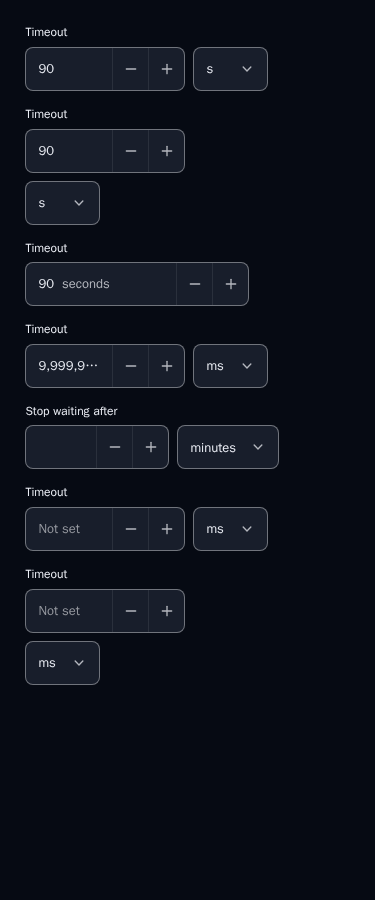 Timeout
90 s
Timeout
90
s
Timeout
90 seconds
Timeout
9,999,9··· ms
Stop waiting after
minutes
Timeout
Not set ms
Timeout
Not set
ms